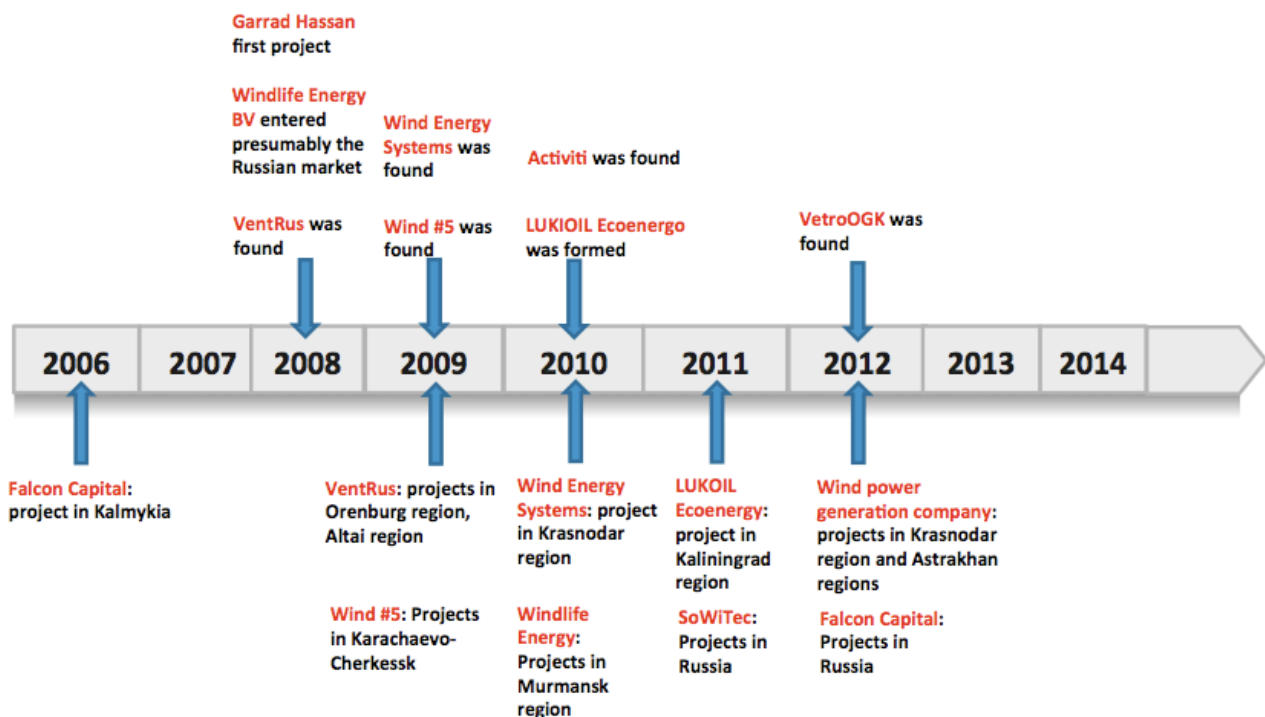 Garrad Hassan
first project
Windlife Energy
BV entered
presumably the
Russian market
VentRus was
found
Wind Energy
Systems was
found
Wind #5 was
found
Activiti was found
LUKIOIL Ecoenergo
was formed
VetroOGK was
found
2006
2007
2008
2009
2010
2011
2012
2013
2014
Falcon Capital:
project in Kalmykia
VentRus: projects in
Orenburg region,
Altai region
Wind #5: Projects
in Karachaevo-
Cherkessk
Wind Energy
Systems: project
in Krasnodar
region
Windlife
Energy:
Projects in
Murmansk
region
LUKOIL
Ecoenergy:
project in
Kaliningrad
region
SoWiTec:
Projects in
Russia
Wind power
generation company:
projects in Krasnodar
region and Astrakhan
regions
Falcon Capital:
Projects in
Russia